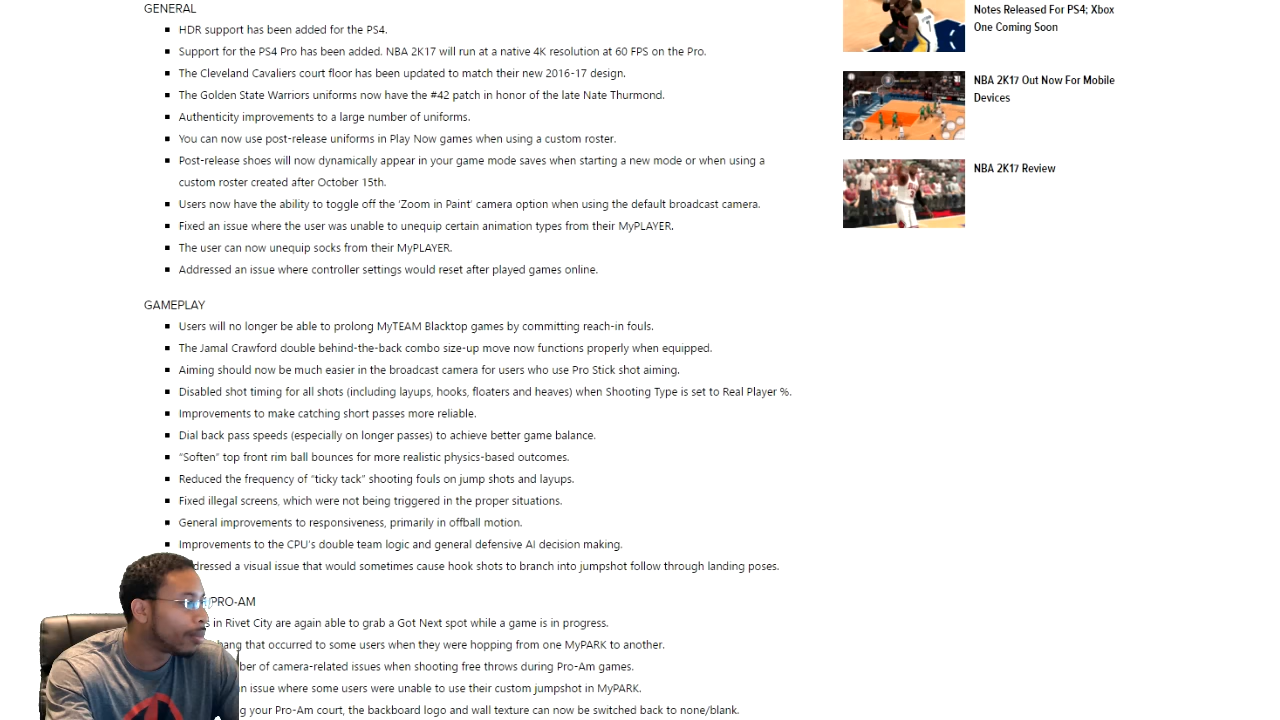 GENERAL
HDR support has been added for the PS4.
Support for the PS4 Pro has been added. NBA 2K17 will run at a native 4K resolution at 60 FPS on the Pro.
The Cleveland Cavaliers court floor has been updated to match their new 2016-17 design.
The Golden State Warriors uniforms now have the #42 patch in honor of the late Nate Thurmond.
Authenticity improvements to a large number of uniforms.
You can now use post-release uniforms in Play Now games when using a custom roster.
Post-release shoes will now dynamically appear in your game mode saves when starting a new mode or when using a
custom roster created after October 15th.
Users now have the ability to toggle off the 'Zoom in Paint' camera option when using the default broadcast camera.
Fixed an issue where the user was unable to unequip certain animation types from their MyPLAYER.
The user can now unequip socks from their MyPLAYER.
Addressed an issue where controller settings would reset after played games online.
GAMEPLAY
Users will no longer be able to prolong MyTEAM Blacktop games by committing reach-in fouls.
The Jamal Crawford double behind-the-back combo size-up move now functions properly when equipped.
Aiming should now be much easier in the broadcast camera for users who use Pro Stick shot aiming.
Disabled shot timing for all shots (including layups, hooks, floaters and heaves) when Shooting Type is set to Real Player %.
Improvements to make catching short passes more reliable.
Dial back pass speeds (especially on longer passes) to achieve better game balance.
“Soften” top front rim ball bounces for more realistic physics-based outcomes.
Reduced the frequency of “ticky tack” shooting fouls on jump shots and layups.
Fixed illegal screens, which were not being triggered in the proper situations.
General improvements to responsiveness, primarily in offball motion.
Improvements to the CPU's double team logic and general defensive AI decision making.
dressed a visual issue that would sometimes cause hook shots to branch into jumpshot follow through landing poses.
PRO-AM
in Rivet City are again able to grab a Got Next spot while a game is in progress.
hang that occurred to some users when they were hopping from one MyPARK to another.
ber of camera-related issues when shooting free throws during Pro-Am games.
n issue where some users were unable to use their custom jumpshot in MyPARK.
g your Pro-Am court, the backboard logo and wall texture can now be switched back to none/blank.
Notes Released For PS4; Xbox
One Coming Soon
NBA 2K17 Out Now For Mobile
Devices
NBA 2K17 Review